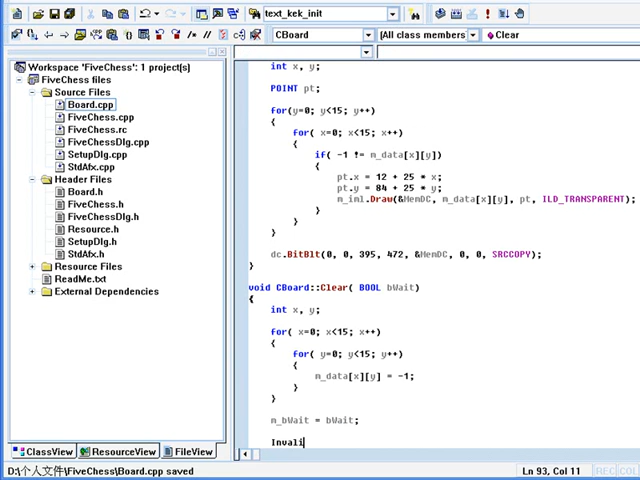 text_kek_init
CBoard
[All class members]
Clear
Workspace 'FiveChess': 1 project(s)
FiveChess files
Source Files
Board.cpp
FiveChess.cpp
FiveChess.rc
FiveChessDlg.cpp
SetupDlg.cpp
StdAfx.cpp
Header Files
Board.h
FiveChess.h
FiveChessDlg.h
Resource.h
SetupDlg.h
StdAfx.h
Resource Files
ReadMe.txt
External Dependencies
ClassView
ResourceView
FileView
int x, y;
POINT pt;
for(y=0; y<15; y++)
{
for( x=0; x<15; x++)
{
if( -1 != m_data[x][y])
{
pt.x = 12 + 25 * x;
pt.y = 84 + 25 * y;
m_iml.Draw(&MemDC, m_data[x][y], pt, ILD_TRANSPARENT);
}
}
}
dc.BitBlt(0, 0, 395, 472, &MemDC, 0, 0, SRCCOPY);
}
void CBoard::Clear( BOOL bWait)
{
int x, y;
for( x=0; x<15; x++)
{
for( y=0; y<15; y++)
{
m_data[x][y] = -1;
}
}
m_bWait = bWait;
Invali
D:\个人文件\FiveChess\Board.cpp saved
Ln 93, Col 11
REC
COL